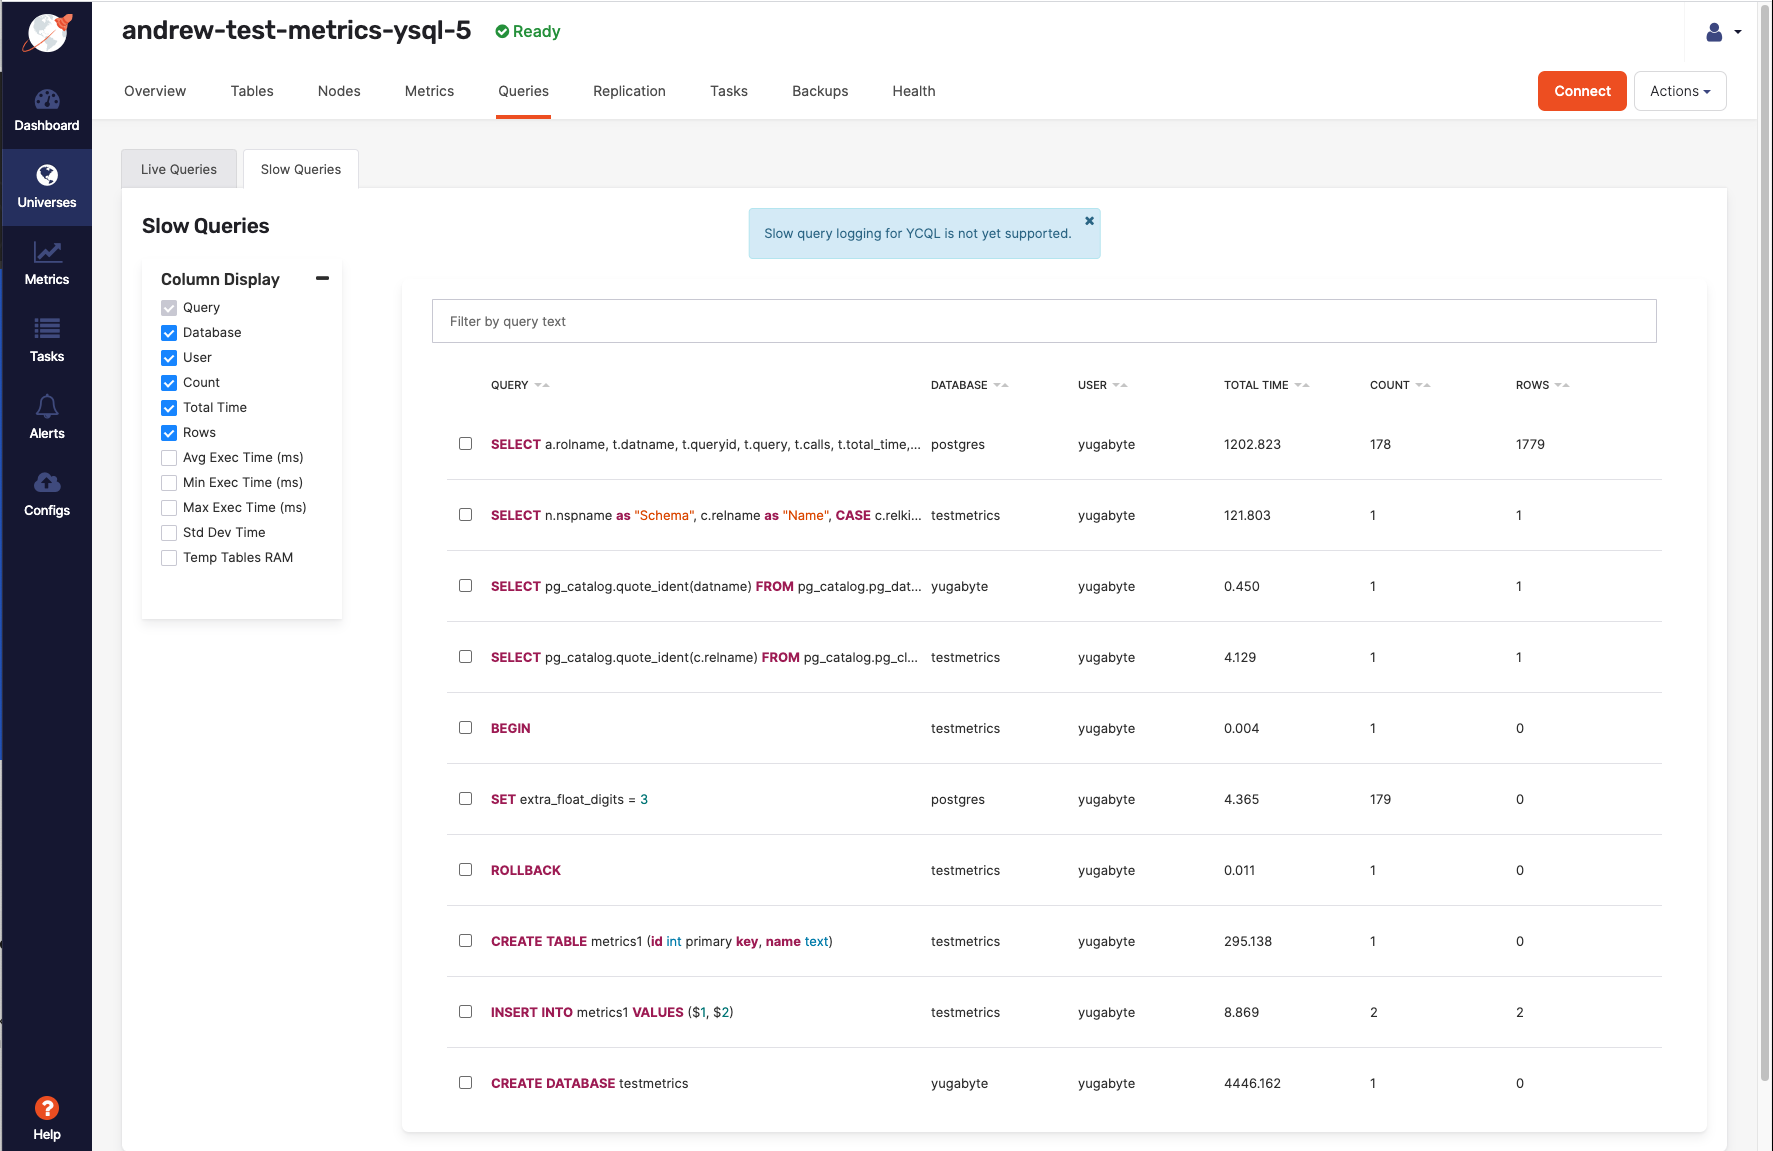 andrew-test-metrics-ysql-5 Ready
Overview Tables Nodes Metrics Queries Replication Tasks Backups Health Connect Actions
Dashboard
Universes
Metrics
Tasks
Alerts
Configs
? Help
Live Queries Slow Queries
Slow Queries
Slow query logging for YCQL is not yet supported.
Column Display
Query
Database
User
Count
Total Time
Rows
Avg Exec Time (ms)
Min Exec Time (ms)
Max Exec Time (ms)
Std Dev Time
Temp Tables RAM
Filter by query text
QUERY DATABASE USER TOTAL TIME COUNT ROWS
SELECT a.rolname, t.datname, t.queryid, t.query, t.calls, t.total_time,... postgres yugabyte 1202.823 178 1779
SELECT n.nspname as "Schema", c.relname as "Name", CASE c.relki... testmetrics yugabyte 121.803 1 1
SELECT pg_catalog.quote_ident(datname) FROM pg_catalog.pg_dat... yugabyte yugabyte 0.450 1 1
SELECT pg_catalog.quote_ident(c.relname) FROM pg_catalog.pg_cl... testmetrics yugabyte 4.129 1 1
BEGIN testmetrics yugabyte 0.004 1 0
SET extra_float_digits = 3 postgres yugabyte 4.365 179 0
ROLLBACK testmetrics yugabyte 0.011 1 0
CREATE TABLE metrics1 (id int primary key, name text) testmetrics yugabyte 295.138 1 0
INSERT INTO metrics1 VALUES ($1, $2) testmetrics yugabyte 8.869 2 2
CREATE DATABASE testmetrics yugabyte yugabyte 4446.162 1 0